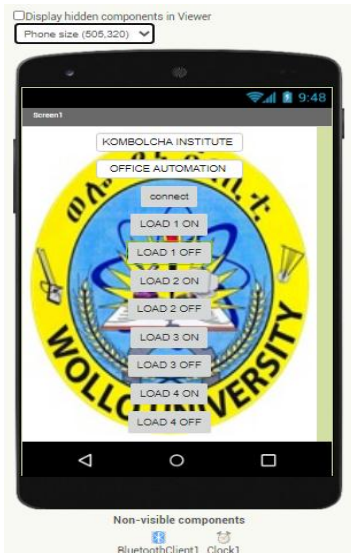 Display hidden components in Viewer
Phone size (505,320)
9:48
Screen1
KOMBOLCHA INSTITUTE
OFFICE AUTOMATION
connect
LOAD 1 ON
LOAD 1 OFF
LOAD 2 ON
LOAD 2 OFF
LOAD 3 ON
LOAD 3 OFF
LOAD 4 ON
LOAD 4 OFF
WOLLO UNIVERSITY
Non-visible components
BluetoothClient1 Clock1